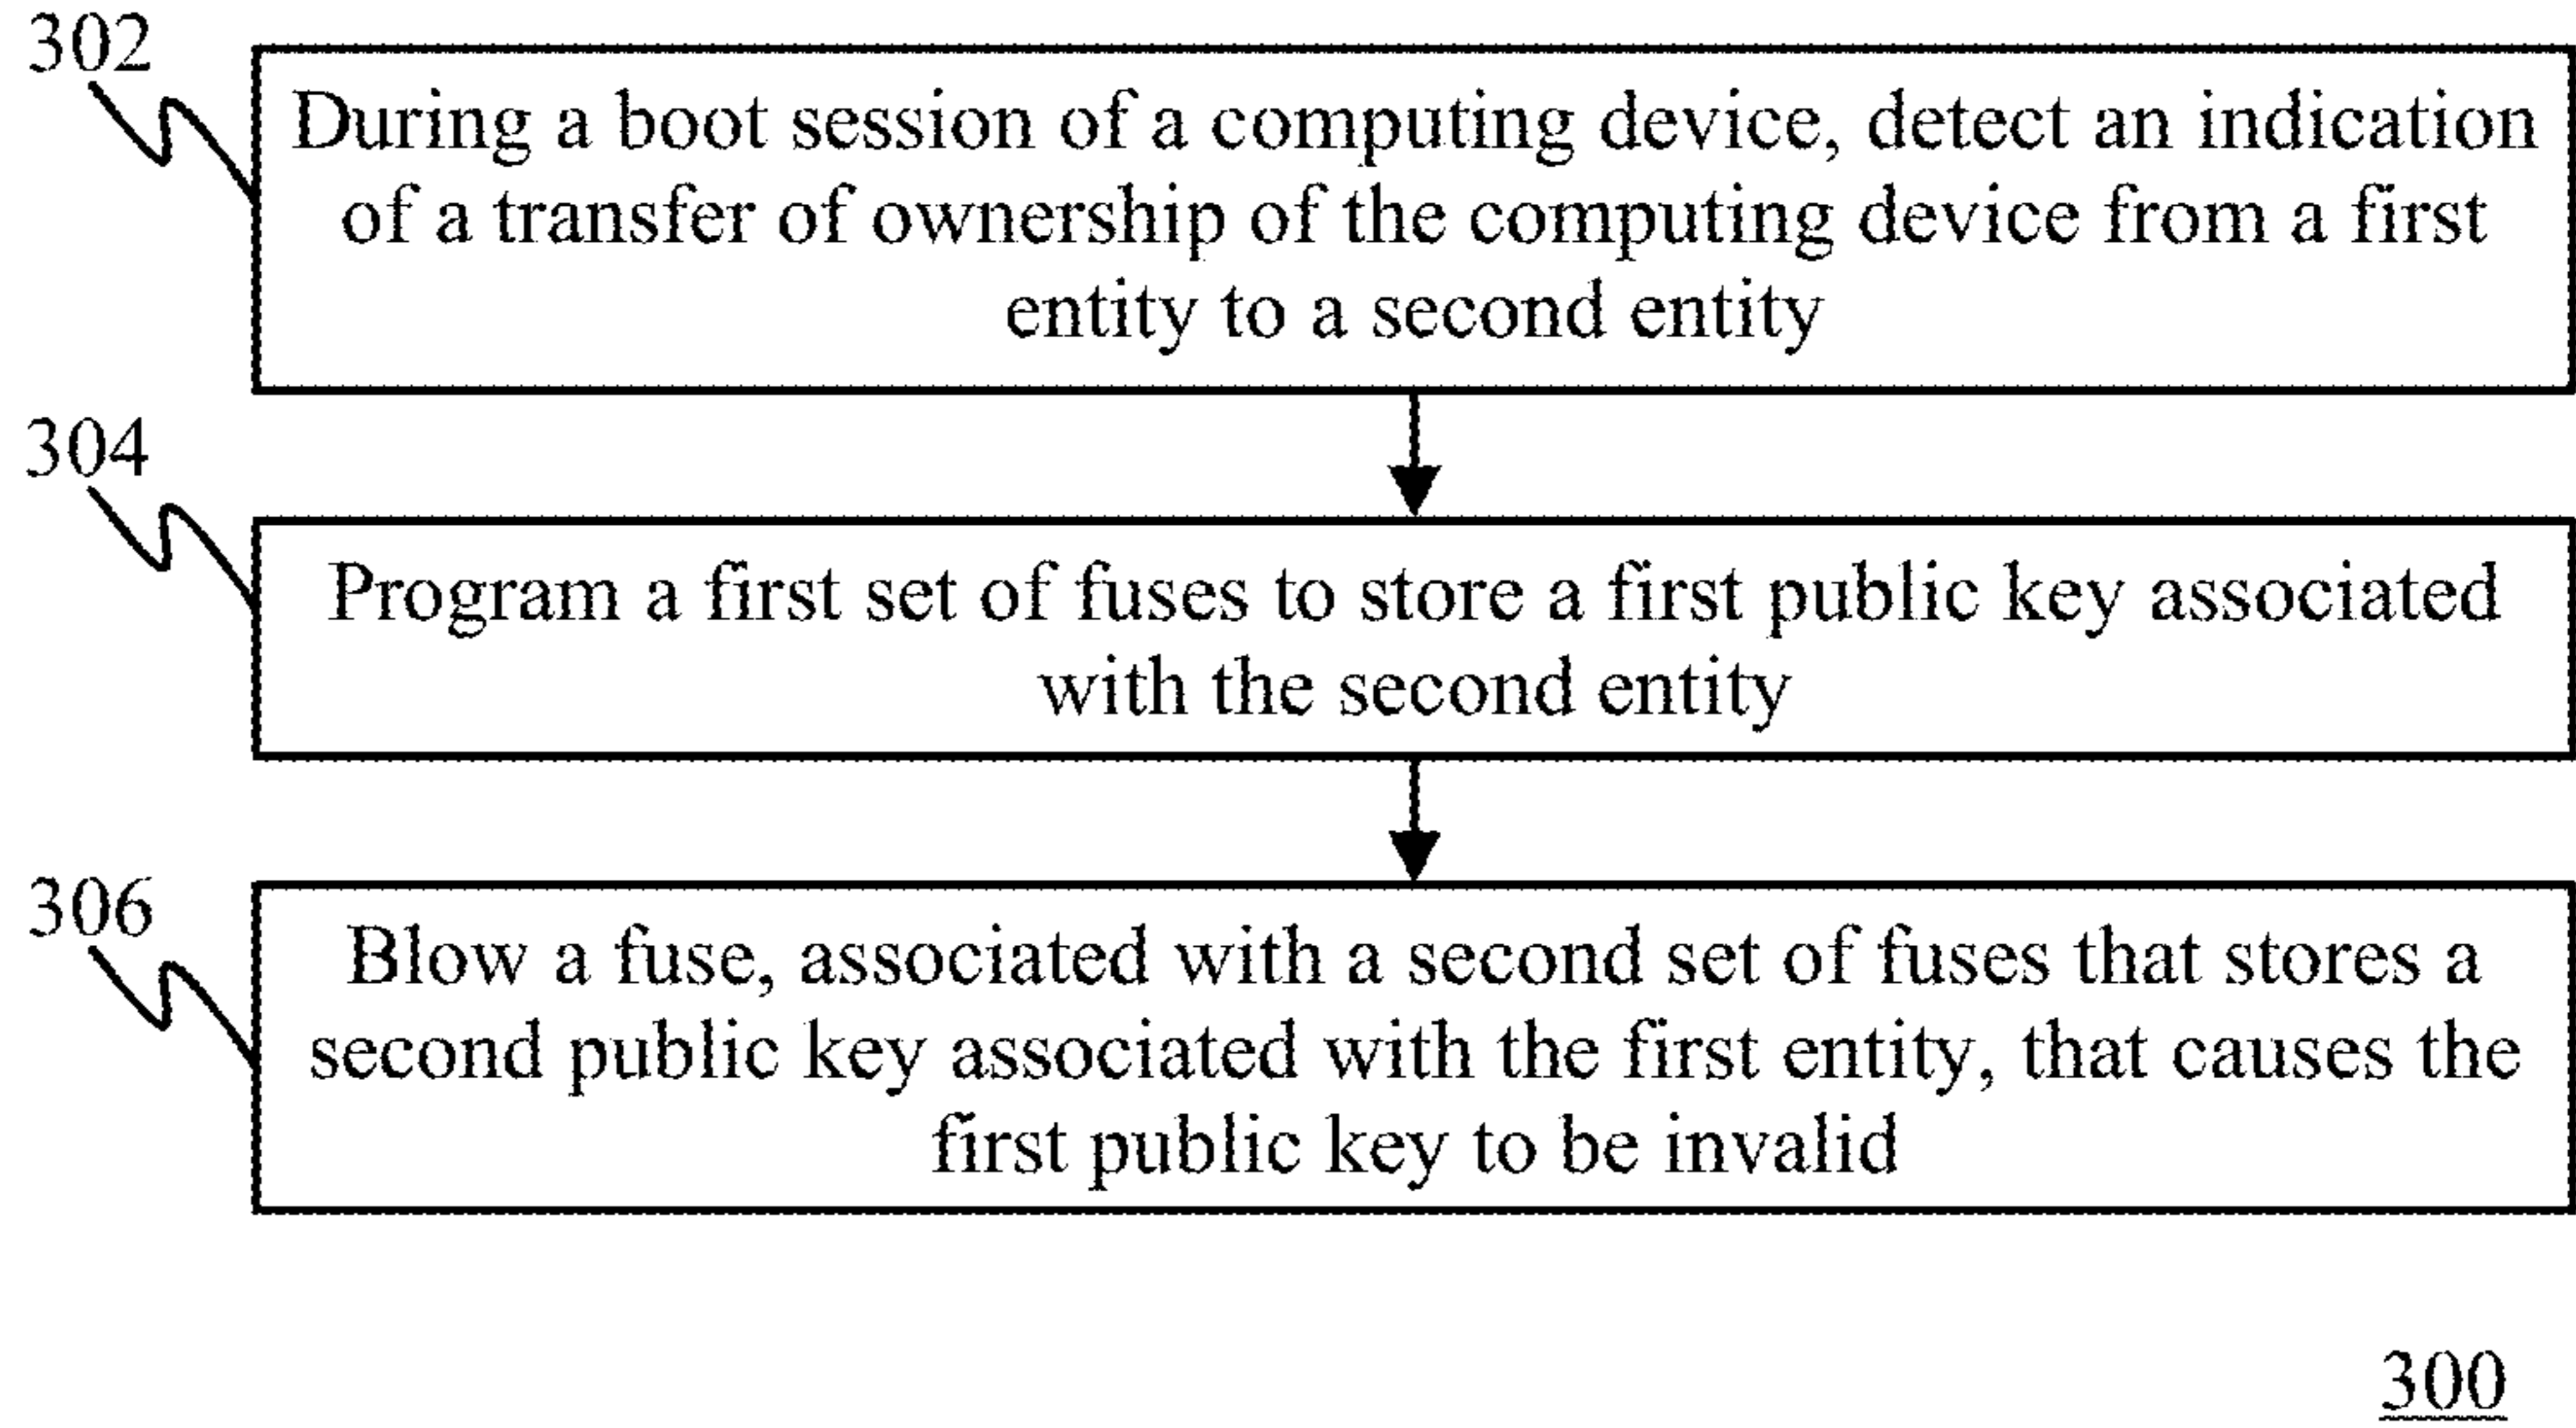 302
During a boot session of a computing device, detect an indication
of a transfer of ownership of the computing device from a first
entity to a second entity
304
Program a first set of fuses to store a first public key associated
with the second entity
306
Blow a fuse, associated with a second set of fuses that stores a
second public key associated with the first entity, that causes the
first public key to be invalid
300